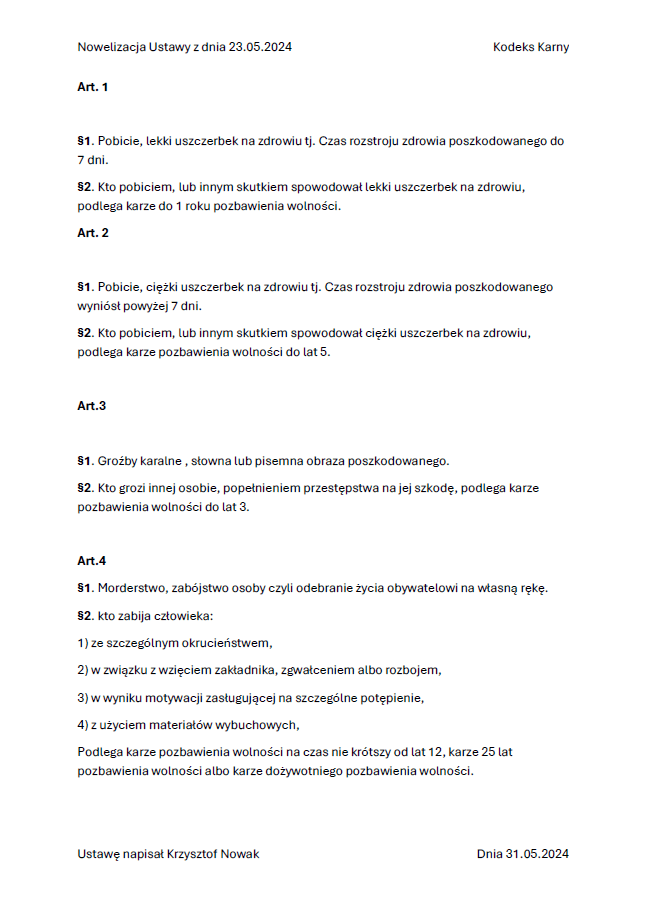 Nowelizacja Ustawy z dnia 23.05.2024 Kodeks Karny
Art. 1
§1. Pobicie, lekki uszczerbek na zdrowiu tj. Czas rozstroju zdrowia poszkodowanego do
7 dni.
§2. Kto pobiciem, lub innym skutkiem spowodował lekki uszczerbek na zdrowiu,
podlega karze do 1 roku pozbawienia wolności.
Art. 2
§1. Pobicie, ciężki uszczerbek na zdrowiu tj. Czas rozstroju zdrowia poszkodowanego
wyniósł powyżej 7 dni.
§2. Kto pobiciem, lub innym skutkiem spowodował ciężki uszczerbek na zdrowiu,
podlega karze pozbawienia wolności do lat 5.
Art.3
§1. Groźby karalne , słowna lub pisemna obraza poszkodowanego.
§2. Kto grozi innej osobie, popełnieniem przestępstwa na jej szkodę, podlega karze
pozbawienia wolności do lat 3.
Art.4
§1. Morderstwo, zabójstwo osoby czyli odebranie życia obywatelowi na własną rękę.
§2. kto zabija człowieka:
1) ze szczególnym okrucieństwem,
2) w związku z wzięciem zakładnika, zgwałceniem albo rozbojem,
3) w wyniku motywacji zasługującej na szczególne potępienie,
4) z użyciem materiałów wybuchowych,
Podlega karze pozbawienia wolności na czas nie krótszy od lat 12, karze 25 lat
pozbawienia wolności albo karze dożywotniego pozbawienia wolności.
Ustawę napisał Krzysztof Nowak Dnia 31.05.2024